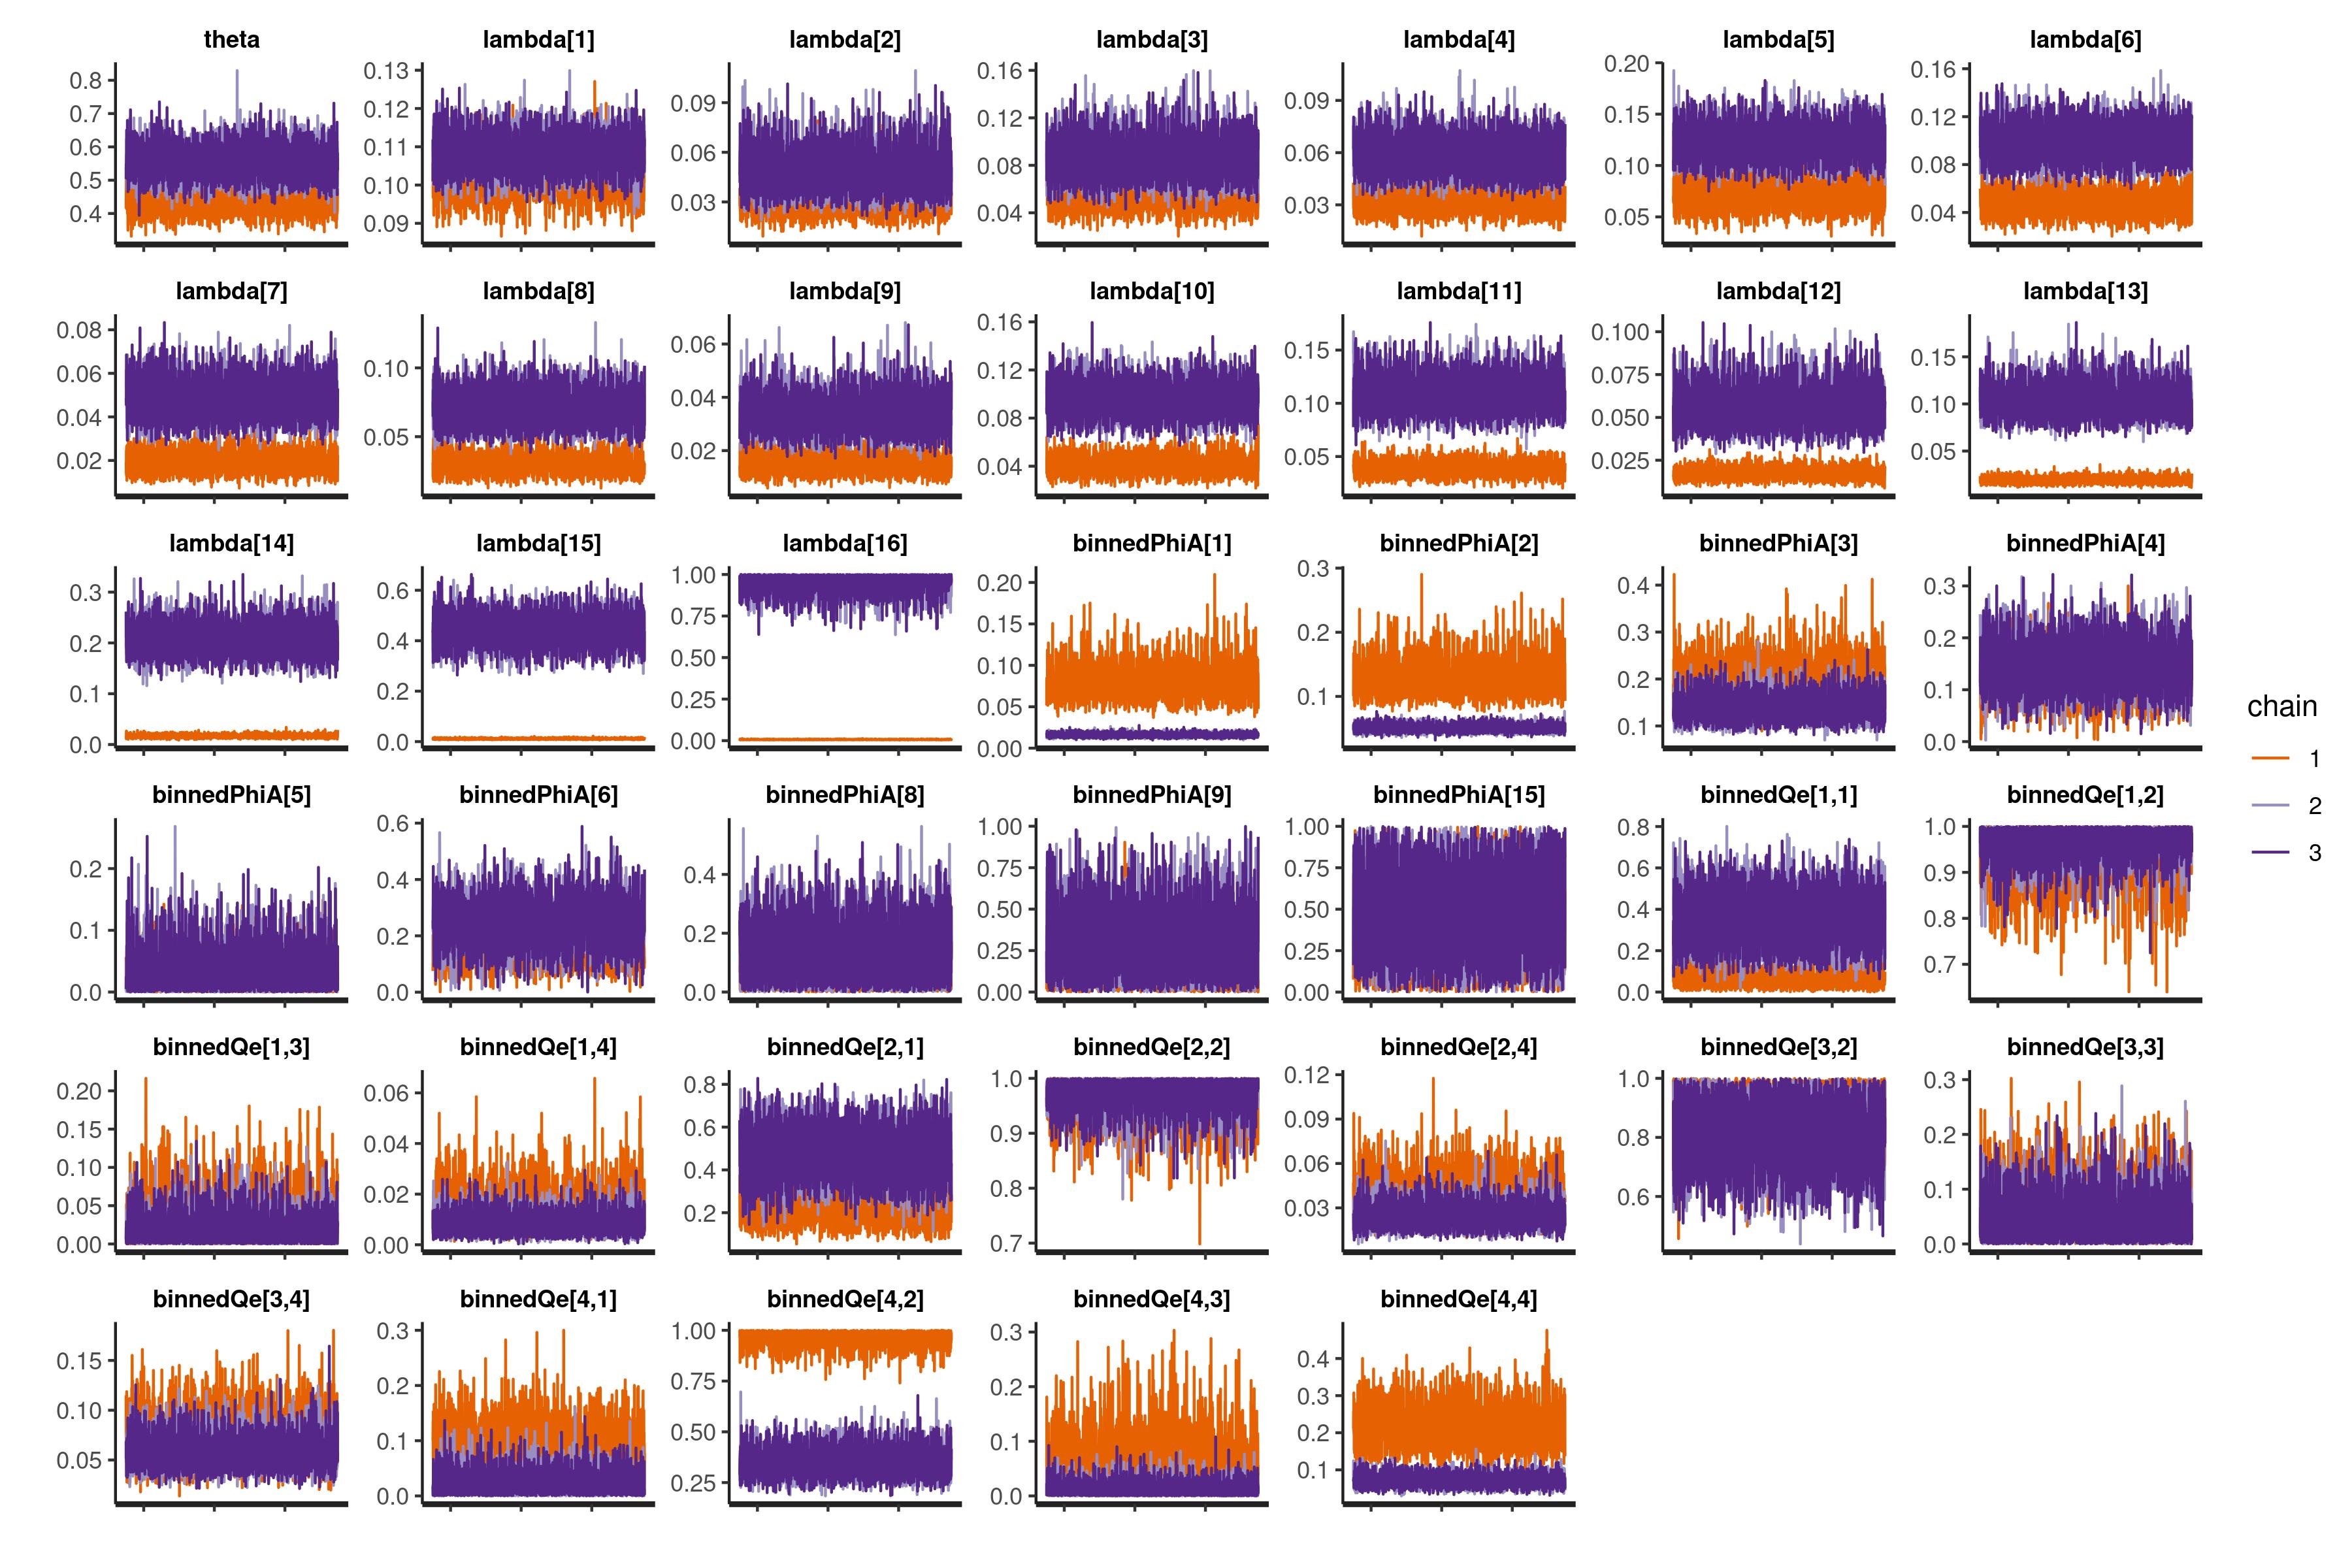 theta lambda[1] lambda[2] lambda[3] lambda[4] lambda[5] lambda[6]
0.8 0.7 0.6 0.5 0.4
0.13 0.12 0.11 0.10 0.09
0.09 0.06 0.03
0.16 0.12 0.08 0.04
0.09 0.06 0.03
0.20 0.15 0.10 0.05
0.16 0.12 0.08 0.04
lambda[7] lambda[8] lambda[9] lambda[10] lambda[11] lambda[12] lambda[13]
0.08 0.06 0.04 0.02
0.10 0.05
0.06 0.04 0.02
0.16 0.12 0.08 0.04
0.15 0.10 0.05
0.100 0.075 0.050 0.025
0.15 0.10 0.05
lambda[14] lambda[15] lambda[16] binnedPhiA[1] binnedPhiA[2] binnedPhiA[3] binnedPhiA[4]
0.3 0.2 0.1 0.0
0.6 0.4 0.2 0.0
1.00 0.75 0.50 0.25 0.00
0.20 0.15 0.10 0.05 0.00
0.3 0.2 0.1
0.4 0.3 0.2 0.1
0.3 0.2 0.1 0.0
chain
1
2
3
binnedPhiA[5] binnedPhiA[6] binnedPhiA[8] binnedPhiA[9] binnedPhiA[15] binnedQe[1,1] binnedQe[1,2]
0.2 0.1 0.0
0.6 0.4 0.2 0.0
0.4 0.2 0.0
1.00 0.75 0.50 0.25 0.00
1.00 0.75 0.50 0.25 0.00
0.8 0.6 0.4 0.2 0.0
1.0 0.9 0.8 0.7
binnedQe[1,3] binnedQe[1,4] binnedQe[2,1] binnedQe[2,2] binnedQe[2,4] binnedQe[3,2] binnedQe[3,3]
0.20 0.15 0.10 0.05 0.00
0.06 0.04 0.02 0.00
0.8 0.6 0.4 0.2
1.0 0.9 0.8 0.7
0.12 0.09 0.06 0.03
1.0 0.8 0.6
0.3 0.2 0.1 0.0
binnedQe[3,4] binnedQe[4,1] binnedQe[4,2] binnedQe[4,3] binnedQe[4,4]
0.15 0.10 0.05
0.3 0.2 0.1 0.0
1.00 0.75 0.50 0.25
0.3 0.2 0.1 0.0
0.4 0.3 0.2 0.1